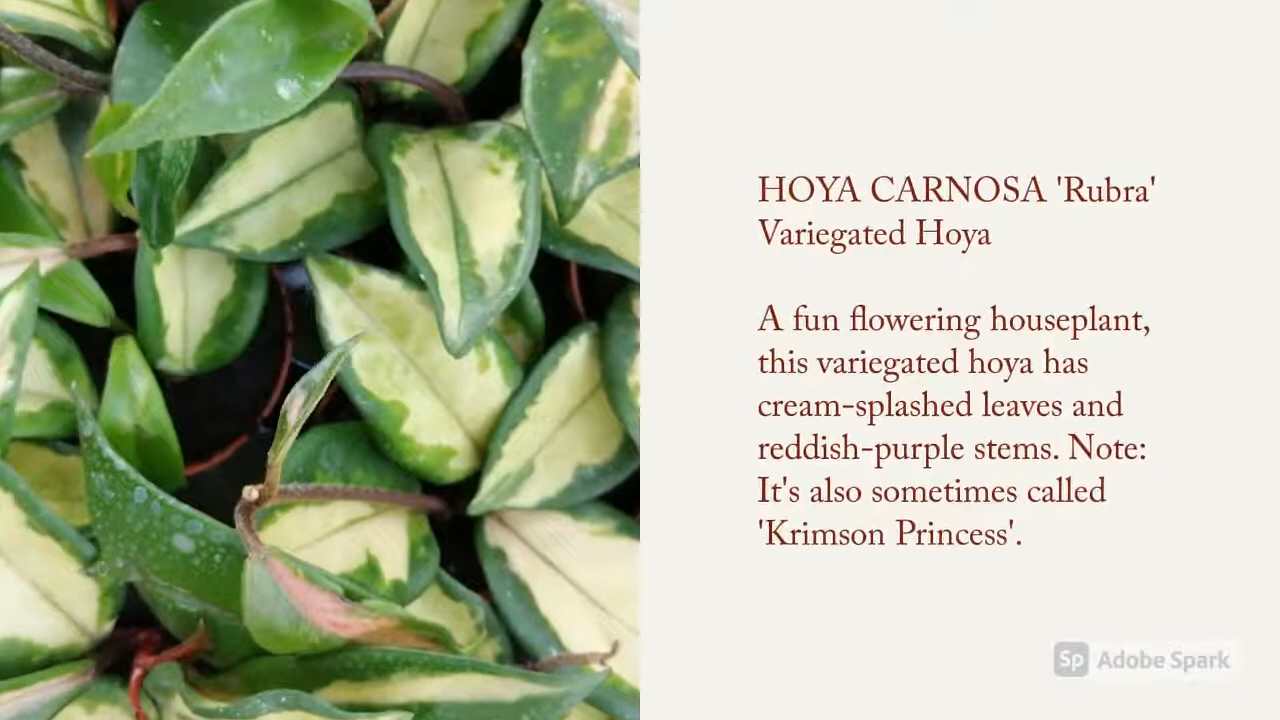 HOYA CARNOSA 'Rubra'
Variegated Hoya
A fun flowering houseplant,
this variegated hoya has
cream-splashed leaves and
reddish-purple stems. Note:
It's also sometimes called
'Krimson Princess'.
Sp Adobe Spark